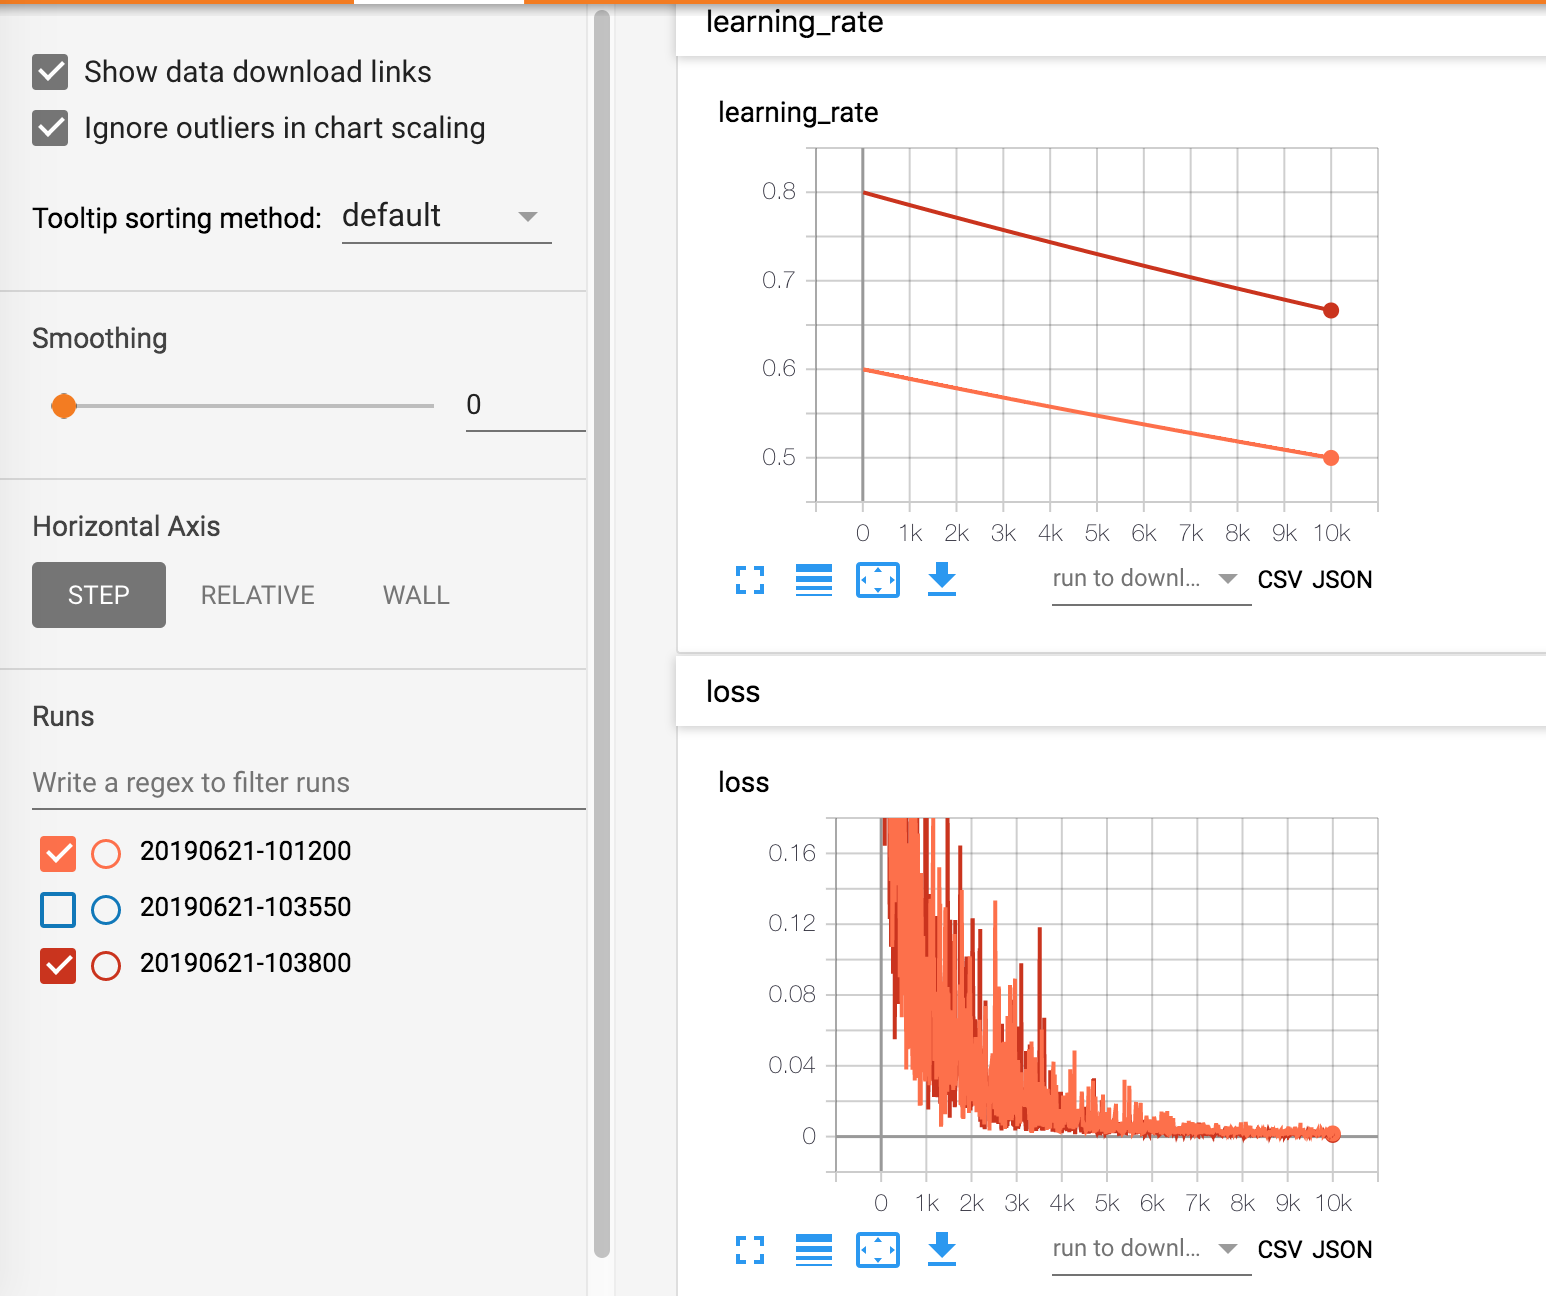 Show data download links
Ignore outliers in chart scaling
Tooltip sorting method: default
Smoothing
0
Horizontal Axis
STEP RELATIVE WALL
Runs
Write a regex to filter runs
20190621-101200
20190621-103550
20190621-103800
learning_rate
learning_rate
0.8
0.7
0.6
0.5
0 1k 2k 3k 4k 5k 6k 7k 8k 9k 10k
run to downl... CSV JSON
loss
loss
0.16
0.12
0.08
0.04
0
0 1k 2k 3k 4k 5k 6k 7k 8k 9k 10k
run to downl... CSV JSON